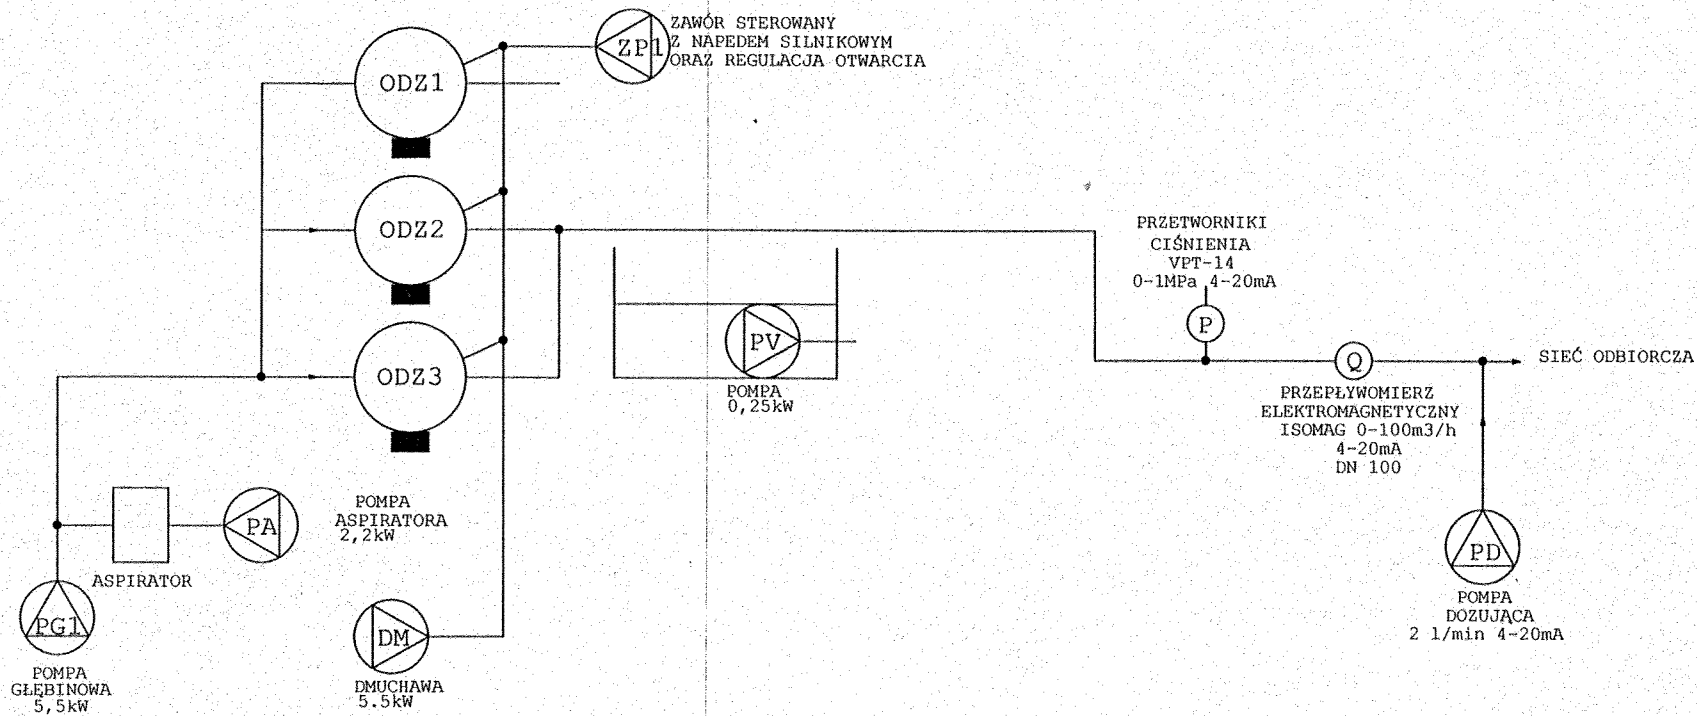 ZAWÓR STEROWANY
Z NAPEDEM SILNIKOWYM
ORAZ REGULACJA OTWARCIA
ZP1
ODZ1
ODZ2
ODZ3
PRZETWORNIKI
CIŚNIENIA
VPT-14
0-1MPa 4-20mA
P
PV
POMPA
0,25kW
Q
SIEĆ ODBIORCZA
PRZEPŁYWOMIERZ
ELEKTROMAGNETYCZNY
ISOMAG 0-100m3/h
4-20mA
DN 100
POMPA
ASPIRATORA
2,2kW
PA
ASPIRATOR
PG1
POMPA
GŁĘBINOWA
5,5kW
DM
DMUCHAWA
5.5kW
PD
POMPA
DOZUJĄCA
2 l/min 4-20mA